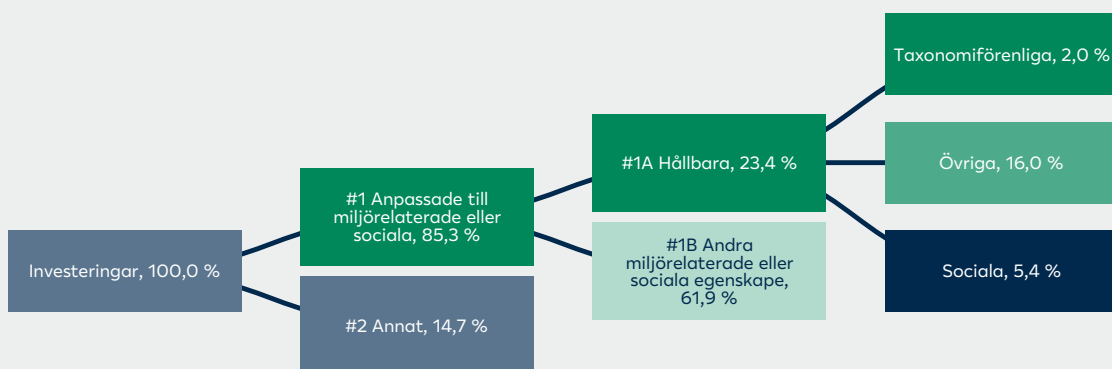 Investeringar, 100,0 %
#1 Anpassade till
miljörelaterade eller
sociala, 85,3 %
#2 Annat, 14,7 %
#1A Hållbara, 23,4 %
#1B Andra
miljörelaterade eller
sociala egenskape,
61,9 %
Taxonomiförenliga, 2,0 %
Övriga, 16,0 %
Sociala, 5,4 %